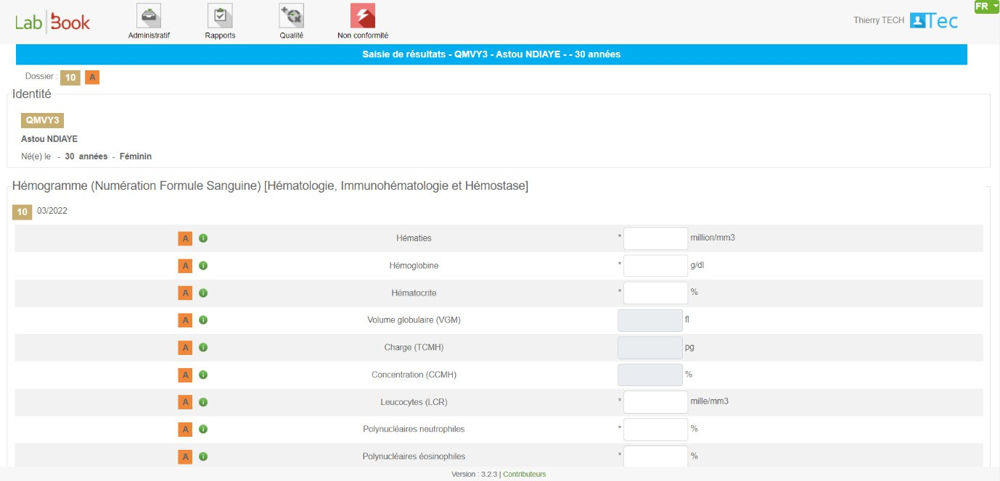 FR
Lab Book
Administratif
Rapports
Qualité
Non conformité
Thierry TECH Tec
Saisie de résultats - QMVY3 - Astou NDIAYE - - 30 années
Dossier : 10 A
Identité
QMVY3
Astou NDIAYE
Né(e) le - 30 années - Féminin
Hémogramme (Numération Formule Sanguine) [Hématologie, Immunohématologie et Hémostase]
10 03/2022
A i Hématies * million/mm3
A i Hémoglobine * g/dl
A i Hématocrite * %
A i Volume globulaire (VGM) fl
A i Charge (TCMH) pg
A i Concentration (CCMH) %
A i Leucocytes (LCR) * mille/mm3
A i Polynucléaires neutrophiles * %
A i Polynucléaires éosinophiles * %
Version : 3.2.3 | Contributeurs